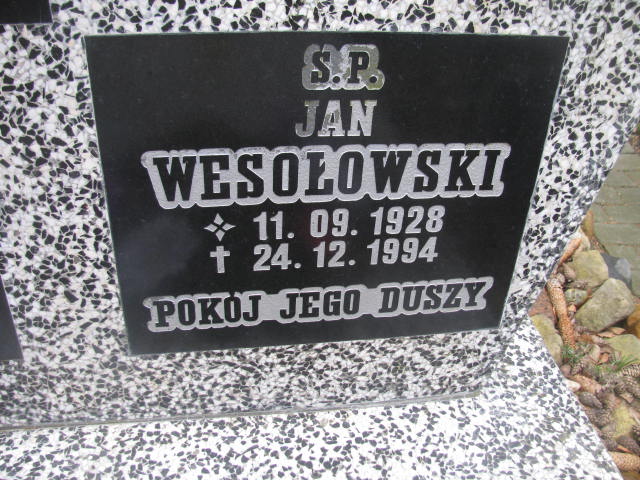 S.P.
JAN
WESOŁOWSKI
11. 09. 1928
24. 12. 1994
POKÓJ JEGO DUSZY